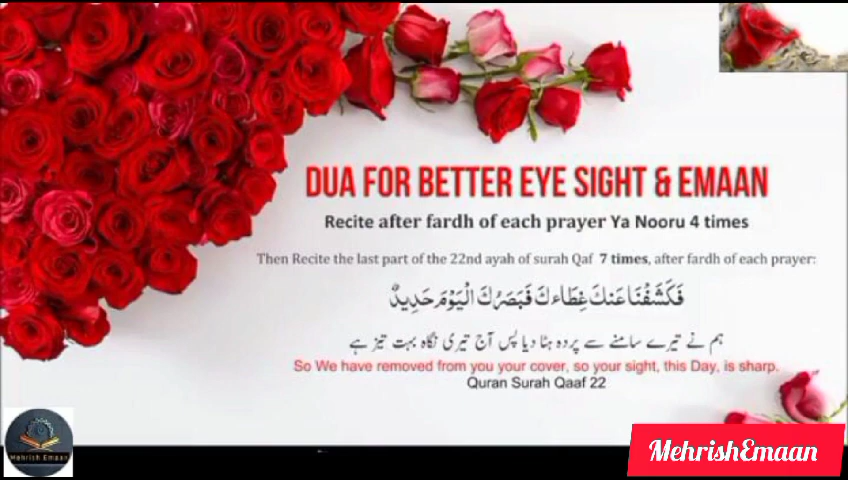 DUA FOR BETTER EYE SIGHT & EMAAN
Recite after fardh of each prayer Ya Nooru 4 times
Then Recite the last part of the 22nd ayah of surah Qaf 7 times, after fardh of each prayer:
فَكَشَفْنَا عَنكَ غِطَاءكَ فَبَصَرُكَ الْيَوْمَ حَدِيدٌ
ہم نے تیرے سامنے سے پردہ ہٹا دیا پس آج تیری نگاہ بہت تیز ہے
So We have removed from you your cover, so your sight, this Day, is sharp.
Quran Surah Qaaf 22
Mehrish Emaan
MehrishEmaan